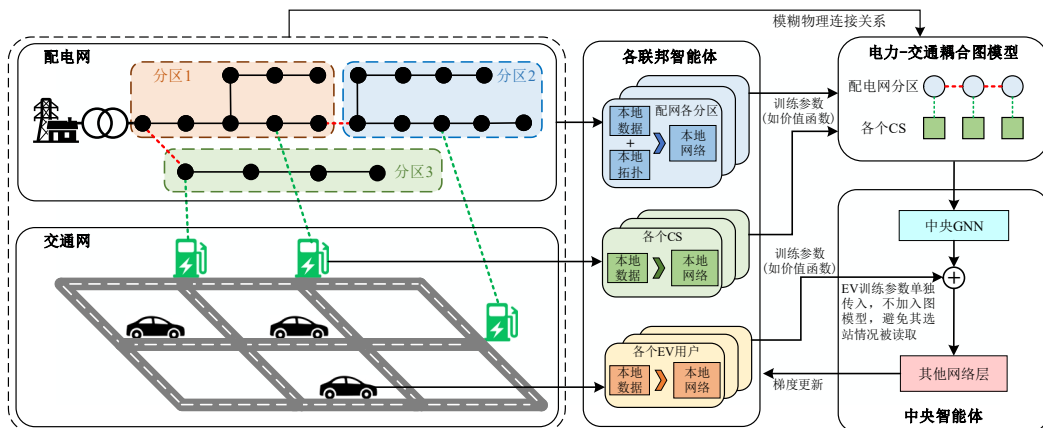 模糊物理连接关系
配电网
分区1
分区2
分区3
交通网
各联邦智能体
配网各分区
本地
数据
+
本地
拓扑
本地
网络
各个CS
本地
数据
本地
网络
各个EV用户
本地
数据
本地
网络
训练参数
(如价值函数)
训练参数
(如价值函数)
梯度更新
电力-交通耦合图模型
配电网分区
各个CS
中央GNN
EV训练参数单独
传入，不加入图
模型，避免其选
站情况被读取
其他网络层
中央智能体